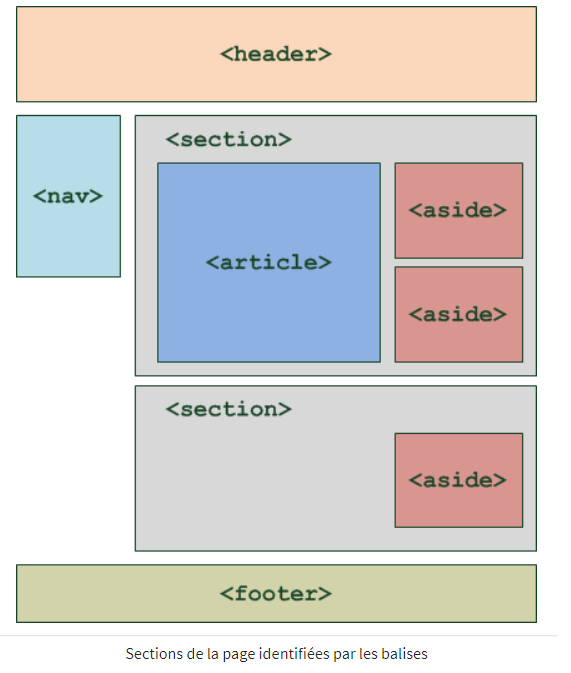 <header>
<nav>
<section>
<article>
<aside>
<aside>
<section>
<aside>
<footer>
Sections de la page identifiées par les balises